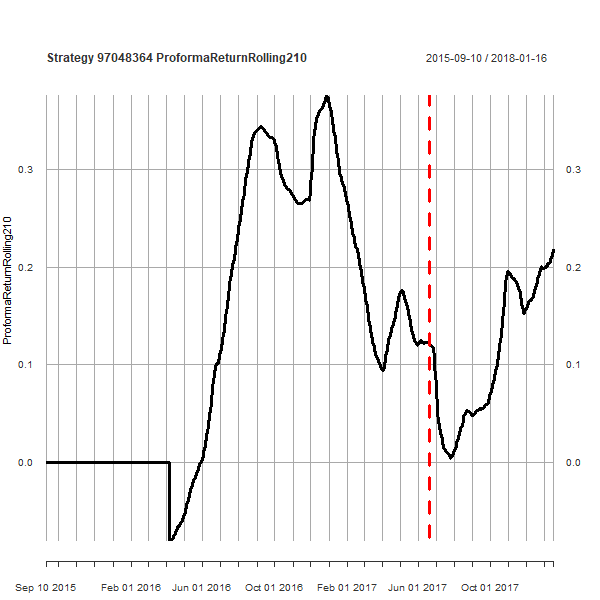 Strategy 97048364 ProformaReturnRolling210
2015-09-10 / 2018-01-16
ProformaReturnRolling210
0.3
0.2
0.1
0.0
0.3
0.2
0.1
0.0
Sep 10 2015
Feb 01 2016
Jun 01 2016
Oct 01 2016
Feb 01 2017
Jun 01 2017
Oct 01 2017